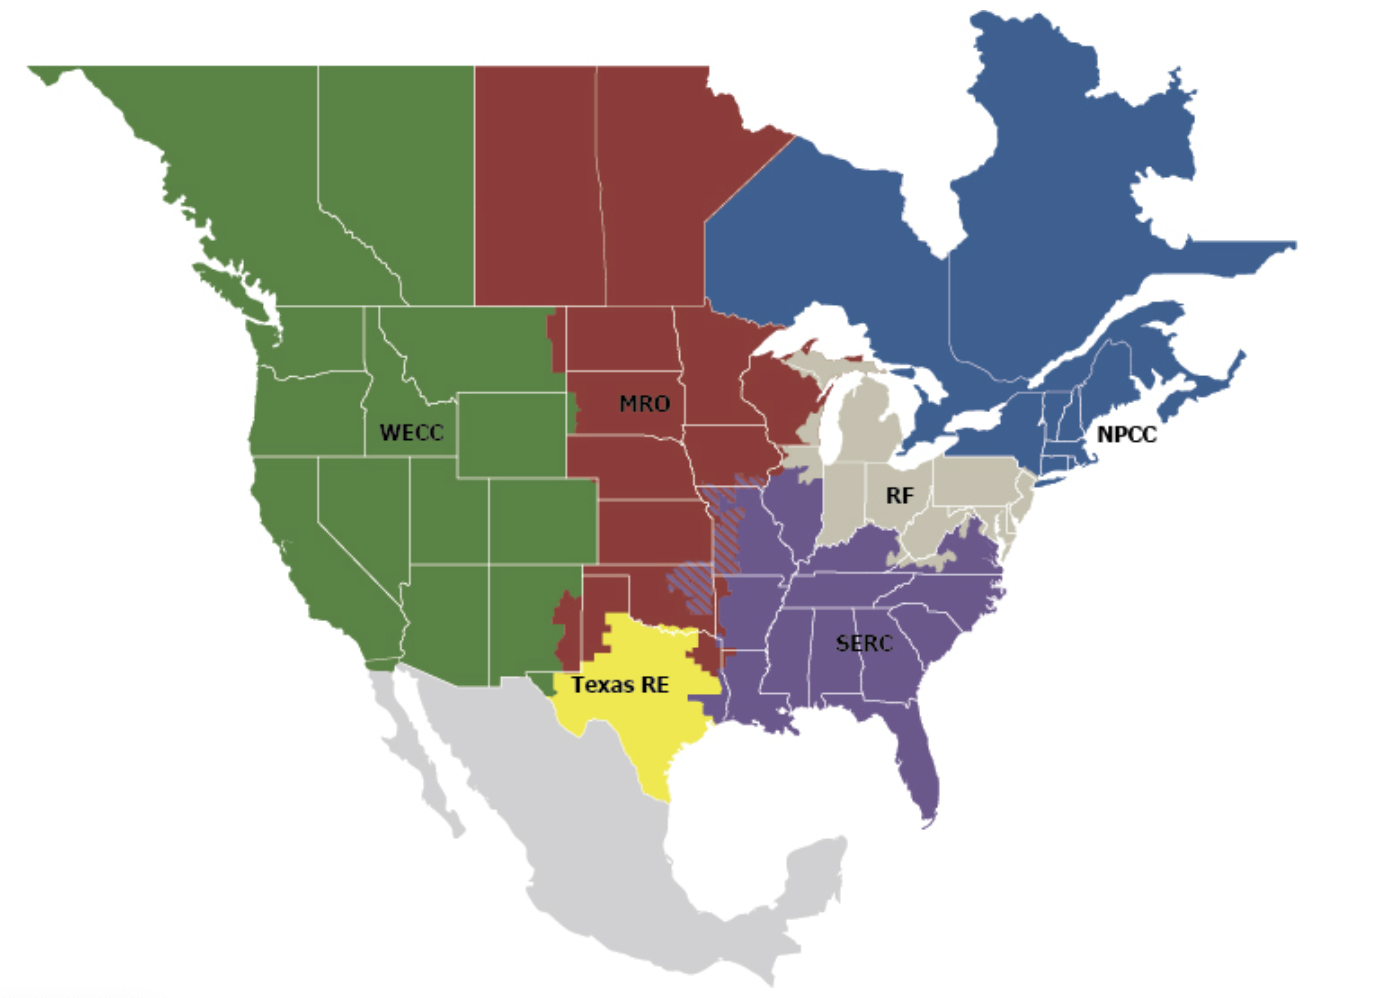 MRO
WECC
NPCC
RF
SERC
Texas RE